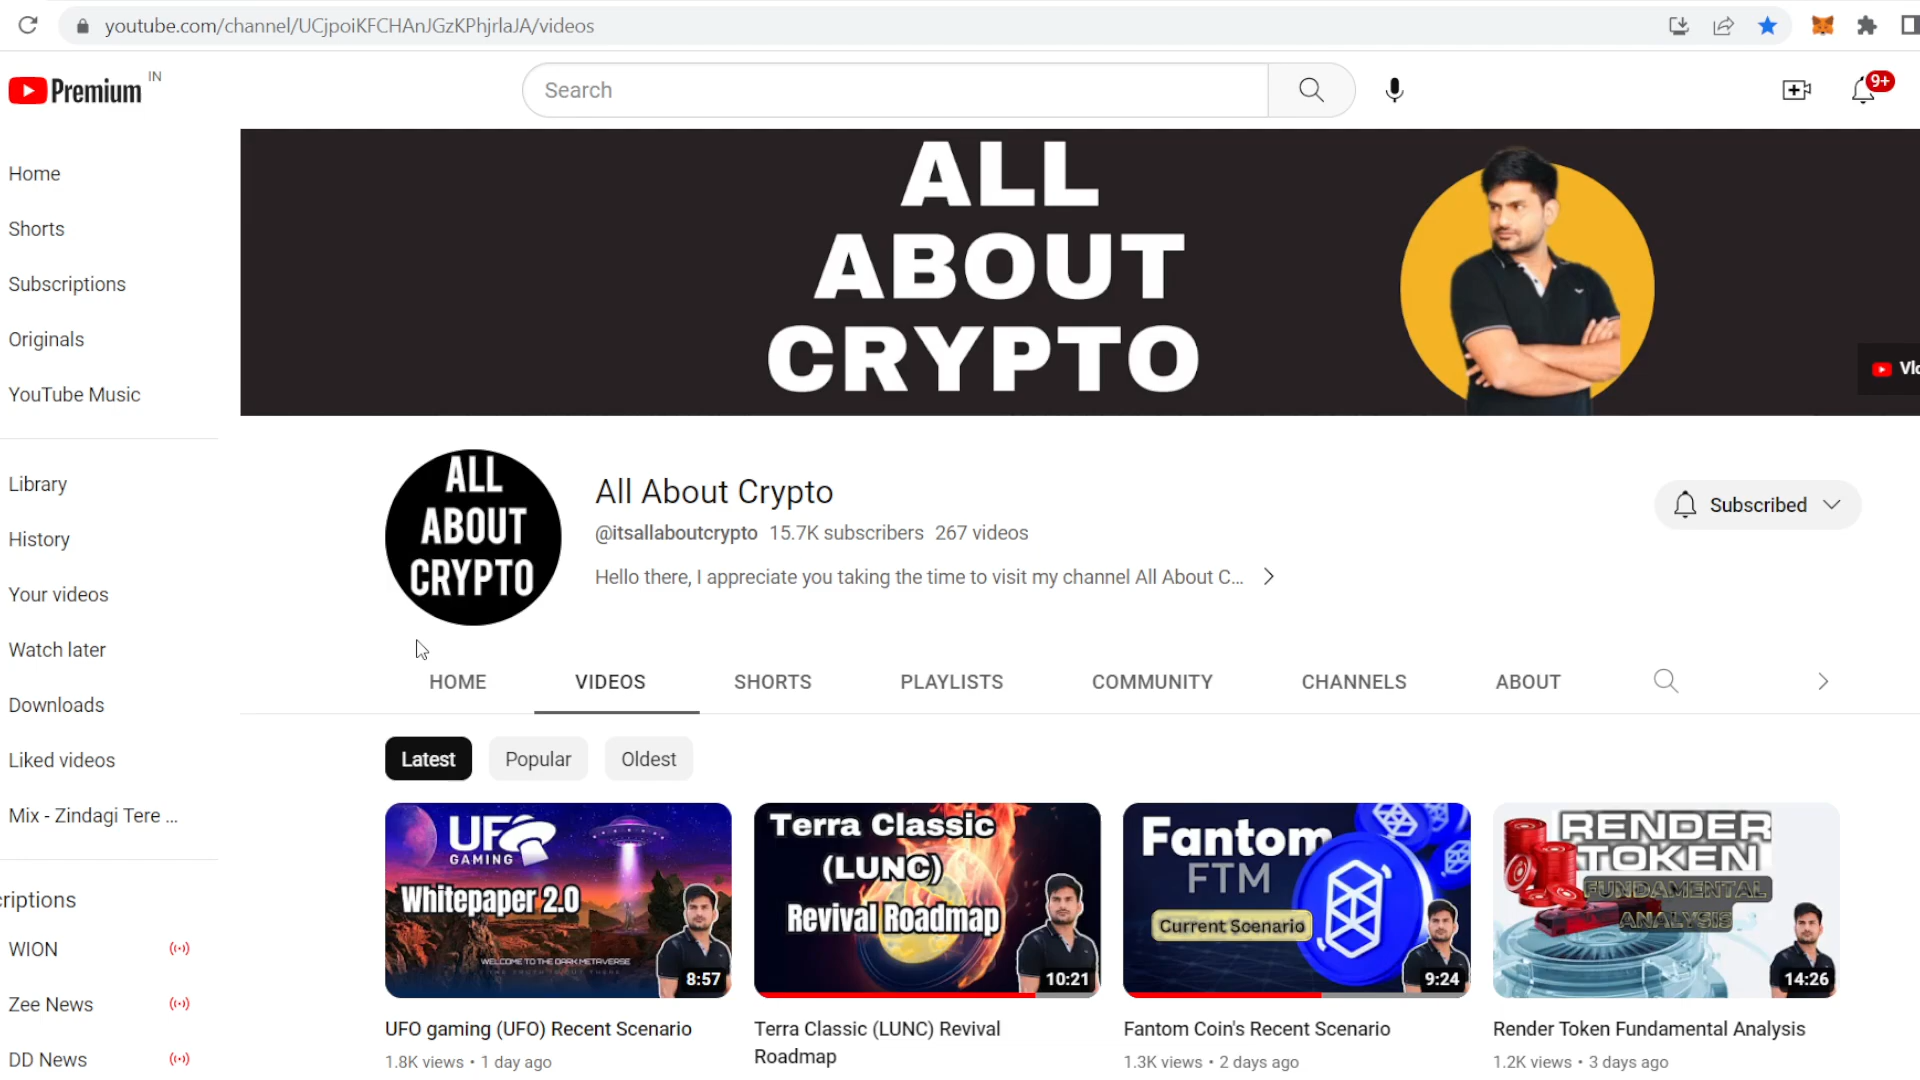 youtube.com/channel/UCjpoiKFCHAnJGzKPhjrlaJA/videos
Premium IN
Search
9+
Home
Shorts
Subscriptions
Originals
YouTube Music
Library
History
Your videos
Watch later
Downloads
Liked videos
Mix - Zindagi Tere ...
riptions
WION
Zee News
DD News
ALL
ABOUT
CRYPTO
Vlo
ALL
ABOUT
CRYPTO
All About Crypto
@itsallaboutcrypto 15.7K subscribers 267 videos
Hello there, I appreciate you taking the time to visit my channel All About C...
Subscribed
HOME VIDEOS SHORTS PLAYLISTS COMMUNITY CHANNELS ABOUT
Latest Popular Oldest
UFO
GAMING
Whitepaper 2.0
WELCOME TO THE DARK METAVERSE
8:57
UFO gaming (UFO) Recent Scenario
1.8K views • 1 day ago
Terra Classic
(LUNC)
Revival Roadmap
10:21
Terra Classic (LUNC) Revival
Roadmap
Fantom
FTM
Current Scenario
9:24
Fantom Coin's Recent Scenario
1.3K views • 2 days ago
RENDER
TOKEN
FUNDAMENTAL
ANALYSIS
14:26
Render Token Fundamental Analysis
1.2K views • 3 days ago